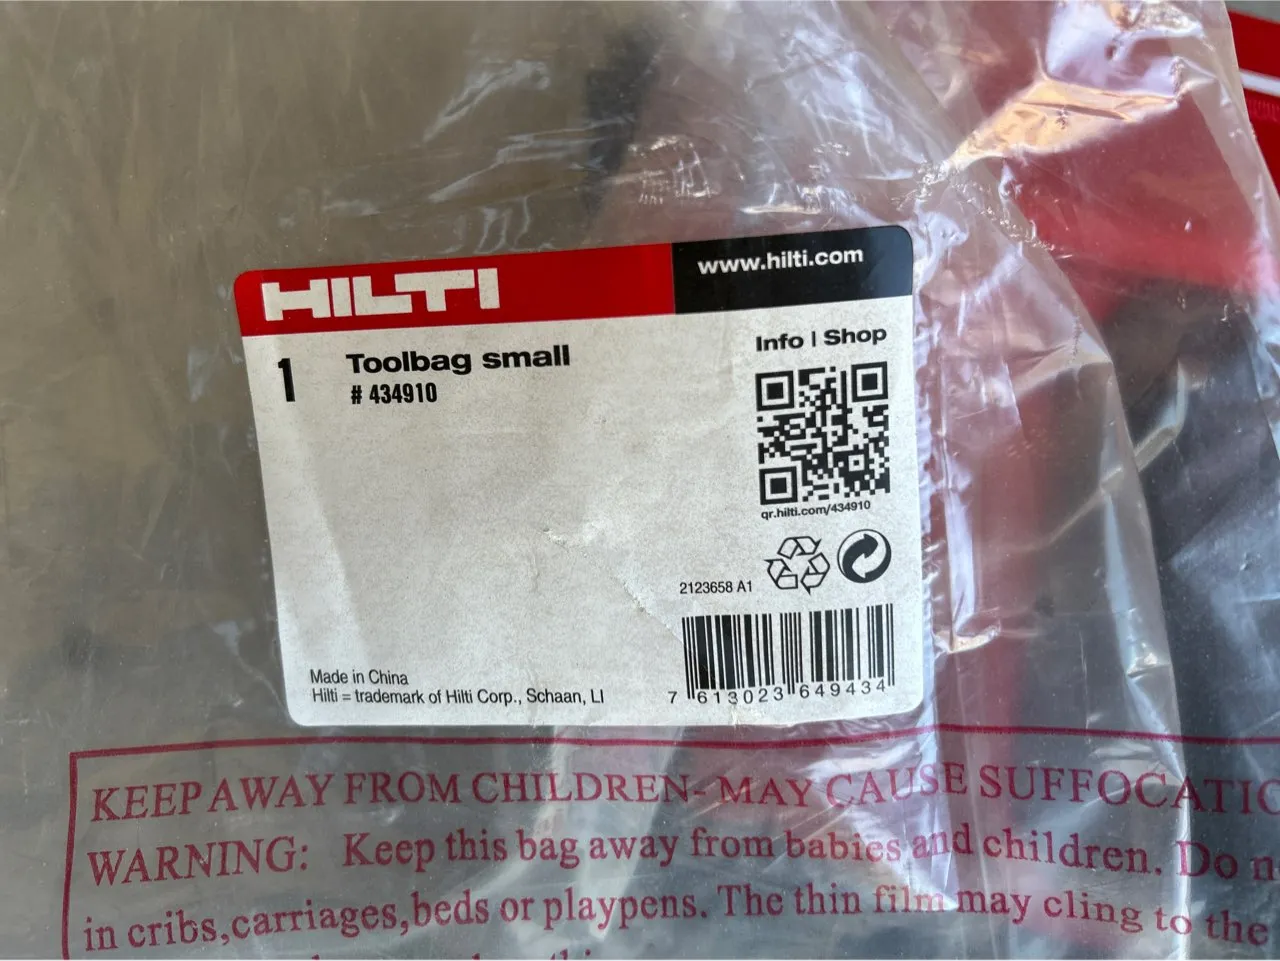 HILTI
www.hilti.com
1 Toolbag small
# 434910
Info | Shop
qr.hilti.com/434910
2123658 A1
Made in China
Hilti = trademark of Hilti Corp., Schaan, LI
7 613023 649434
KEEP AWAY FROM CHILDREN- MAY CAUSE SUFFOCATIO
WARNING: Keep this bag away from babies and children. Do n
in cribs,carriages,beds or playpens. The thin film may cling to the